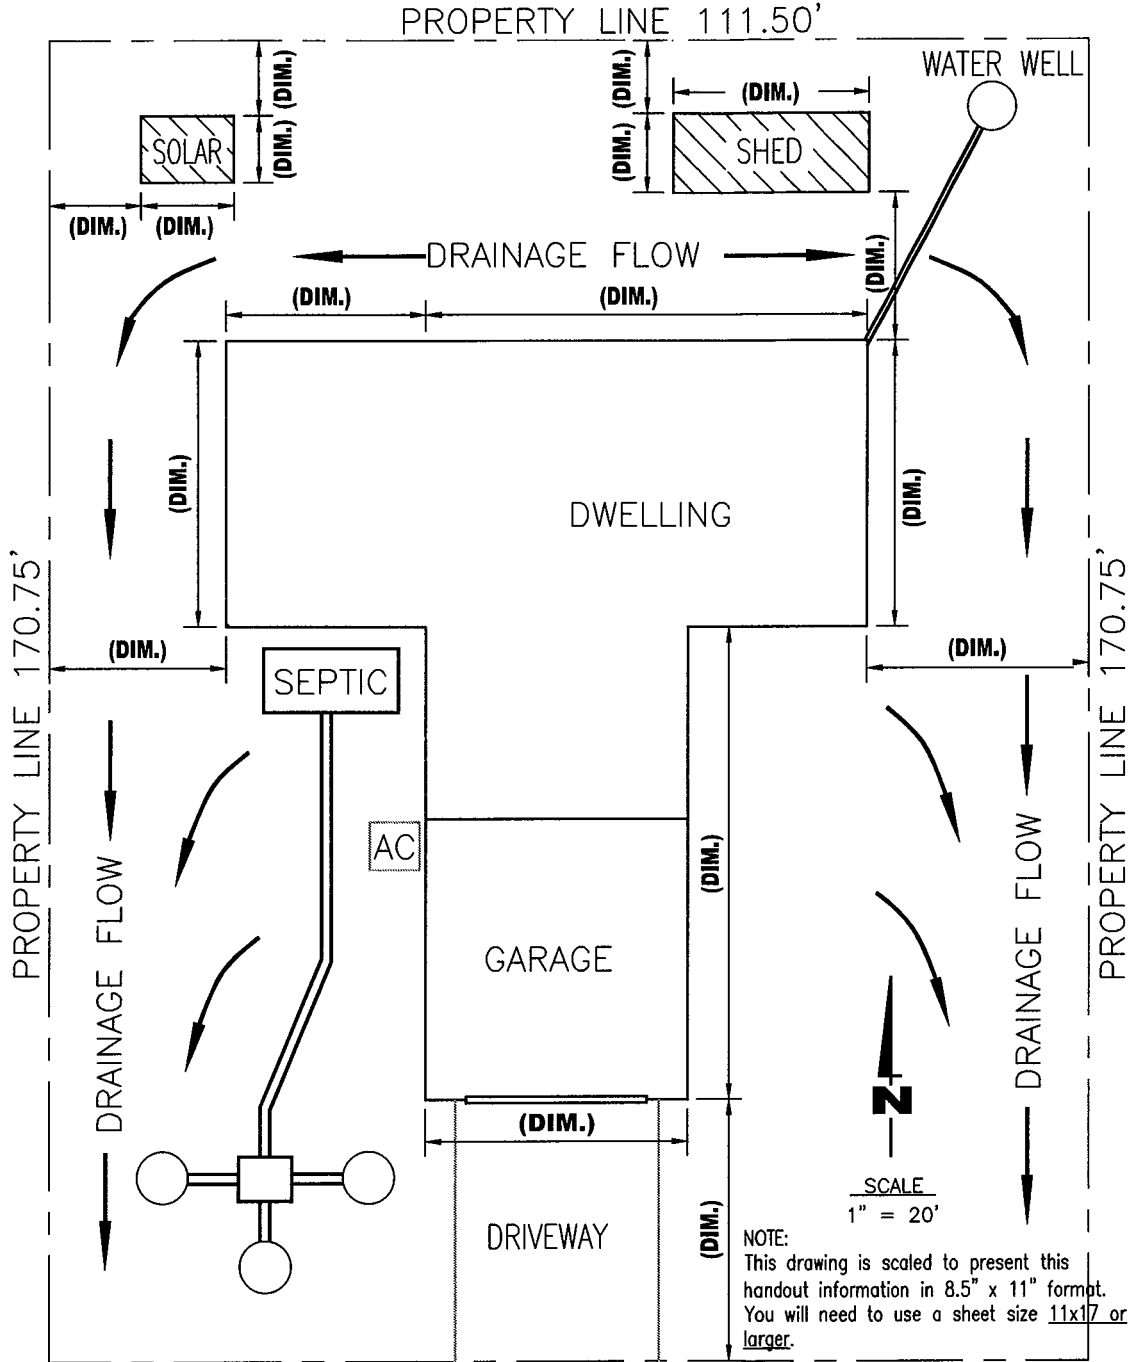 PROPERTY LINE 111.50'
WATER WELL
(DIM.)
(DIM.)
(DIM.)
SOLAR
(DIM.)
(DIM.)
SHED
(DIM.) (DIM.)
DRAINAGE FLOW
(DIM.)
(DIM.)
(DIM.)
(DIM.)
DWELLING
(DIM.)
PROPERTY LINE 170.75'
PROPERTY LINE 170.75'
(DIM.)
(DIM.)
SEPTIC
AC
(DIM.)
DRAINAGE FLOW
GARAGE
DRAINAGE FLOW
N
(DIM.)
SCALE
1" = 20'
DRIVEWAY
(DIM.)
NOTE:
This drawing is scaled to present this
handout information in 8.5" x 11" format.
You will need to use a sheet size 11x17 or
larger.